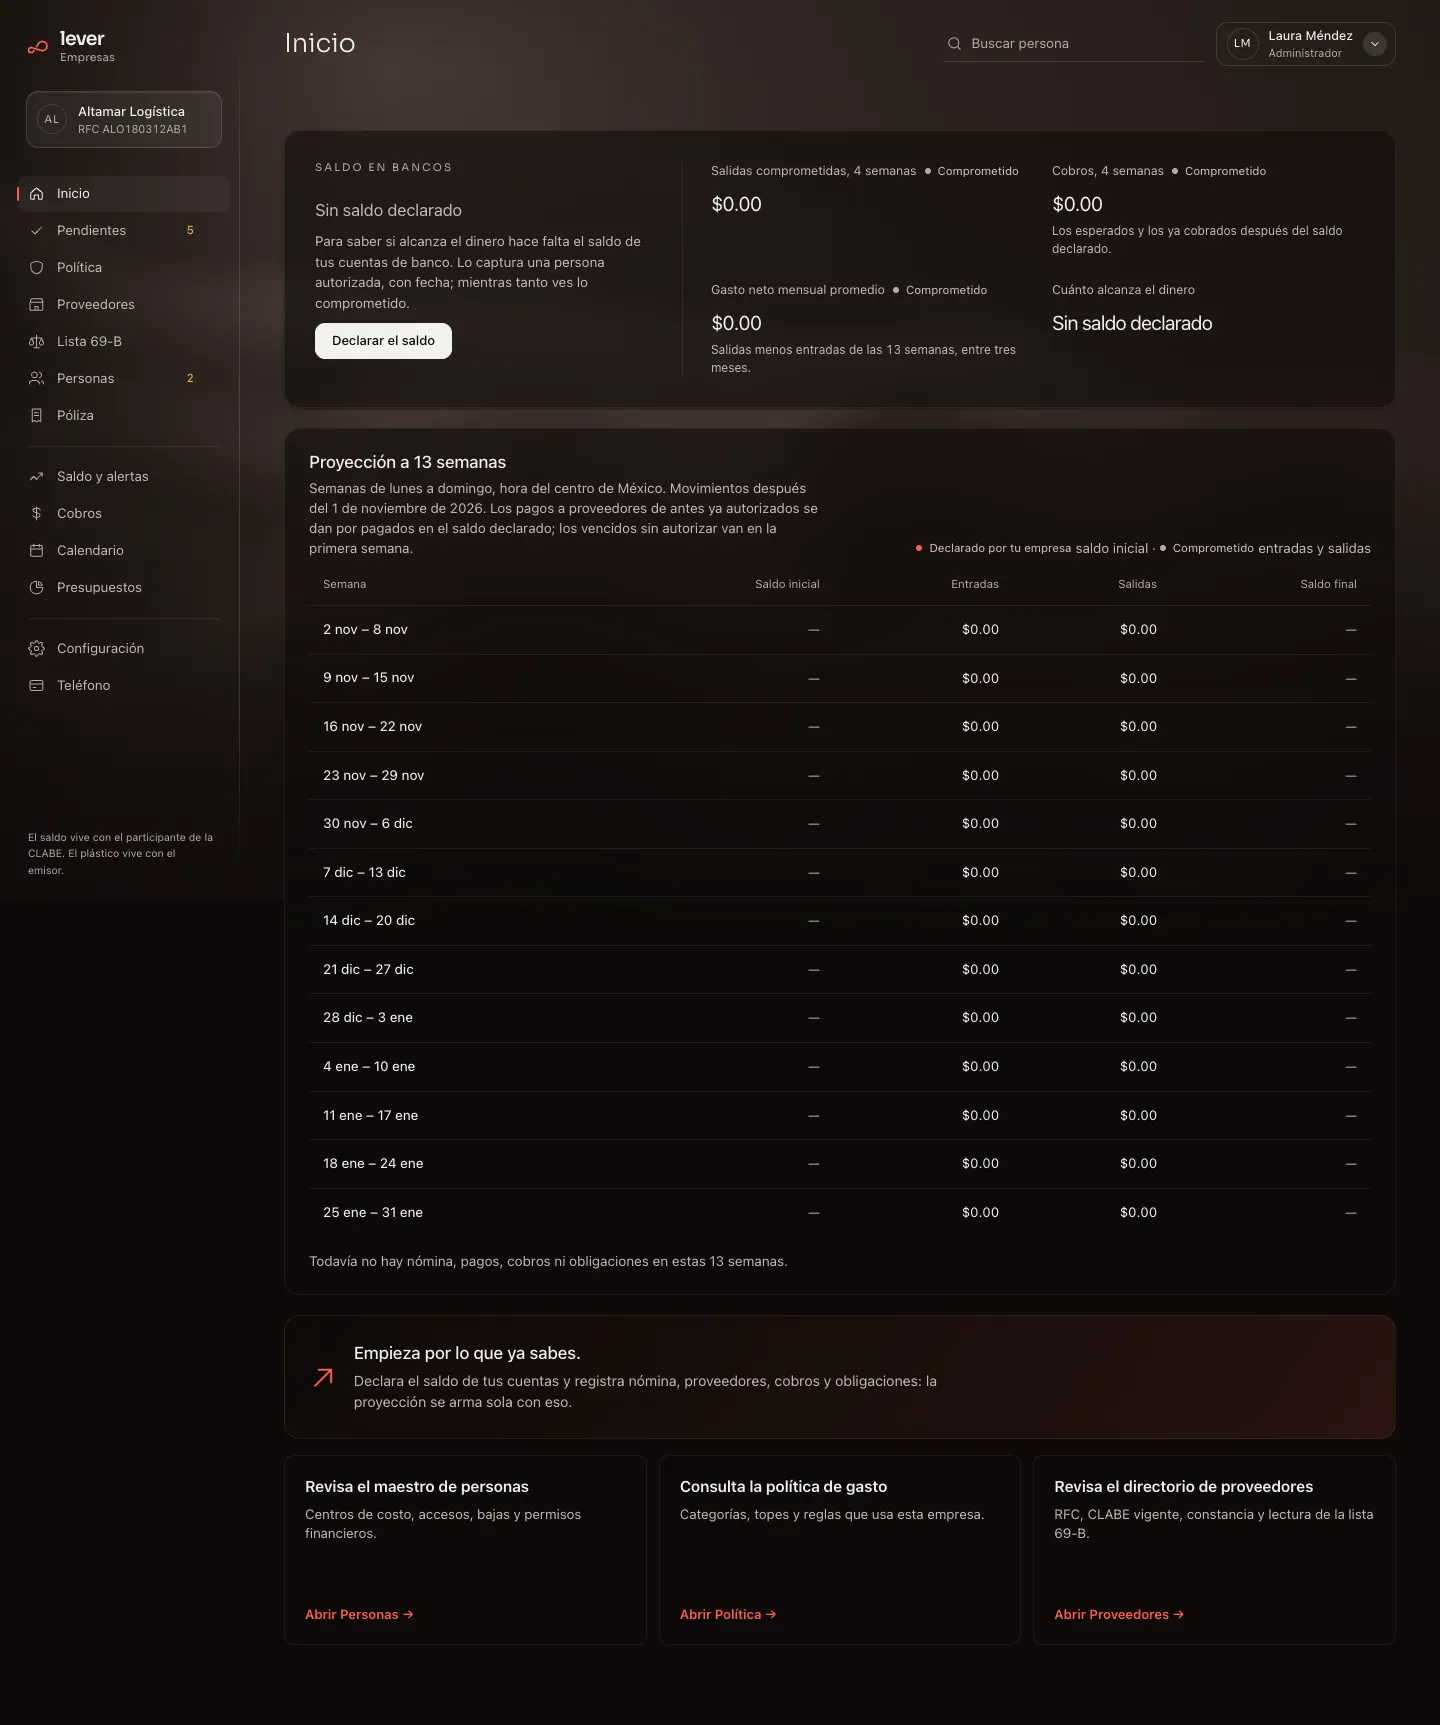 lever
Empresas
AL
Altamar Logística
RFC ALO180312AB1
Inicio
Pendientes 5
Política
Proveedores
Lista 69-B
Personas 2
Póliza
Saldo y alertas
Cobros
Calendario
Presupuestos
Configuración
Teléfono
El saldo vive con el participante de la
CLABE. El plástico vive con el
emisor.
Inicio
Buscar persona
LM
Laura Méndez
Administrador
SALDO EN BANCOS
Sin saldo declarado
Para saber si alcanza el dinero hace falta el saldo de
tus cuentas de banco. Lo captura una persona
autorizada, con fecha; mientras tanto ves lo
comprometido.
Declarar el saldo
Salidas comprometidas, 4 semanas Comprometido
$0.00
Cobros, 4 semanas Comprometido
$0.00
Los esperados y los ya cobrados después del saldo
declarado.
Gasto neto mensual promedio Comprometido
$0.00
Salidas menos entradas de las 13 semanas, entre tres
meses.
Cuánto alcanza el dinero
Sin saldo declarado
Proyección a 13 semanas
Semanas de lunes a domingo, hora del centro de México. Movimientos después
del 1 de noviembre de 2026. Los pagos a proveedores de antes ya autorizados se
dan por pagados en el saldo declarado; los vencidos sin autorizar van en la
primera semana.
Declarado por tu empresa saldo inicial · Comprometido entradas y salidas
Semana Saldo inicial Entradas Salidas Saldo final
2 nov – 8 nov — $0.00 $0.00 —
9 nov – 15 nov — $0.00 $0.00 —
16 nov – 22 nov — $0.00 $0.00 —
23 nov – 29 nov — $0.00 $0.00 —
30 nov – 6 dic — $0.00 $0.00 —
7 dic – 13 dic — $0.00 $0.00 —
14 dic – 20 dic — $0.00 $0.00 —
21 dic – 27 dic — $0.00 $0.00 —
28 dic – 3 ene — $0.00 $0.00 —
4 ene – 10 ene — $0.00 $0.00 —
11 ene – 17 ene — $0.00 $0.00 —
18 ene – 24 ene — $0.00 $0.00 —
25 ene – 31 ene — $0.00 $0.00 —
Todavía no hay nómina, pagos, cobros ni obligaciones en estas 13 semanas.
Empieza por lo que ya sabes.
Declara el saldo de tus cuentas y registra nómina, proveedores, cobros y obligaciones: la
proyección se arma sola con eso.
Revisa el maestro de personas
Centros de costo, accesos, bajas y permisos
financieros.
Abrir Personas →
Consulta la política de gasto
Categorías, topes y reglas que usa esta empresa.
Abrir Política →
Revisa el directorio de proveedores
RFC, CLABE vigente, constancia y lectura de la lista
69-B.
Abrir Proveedores →